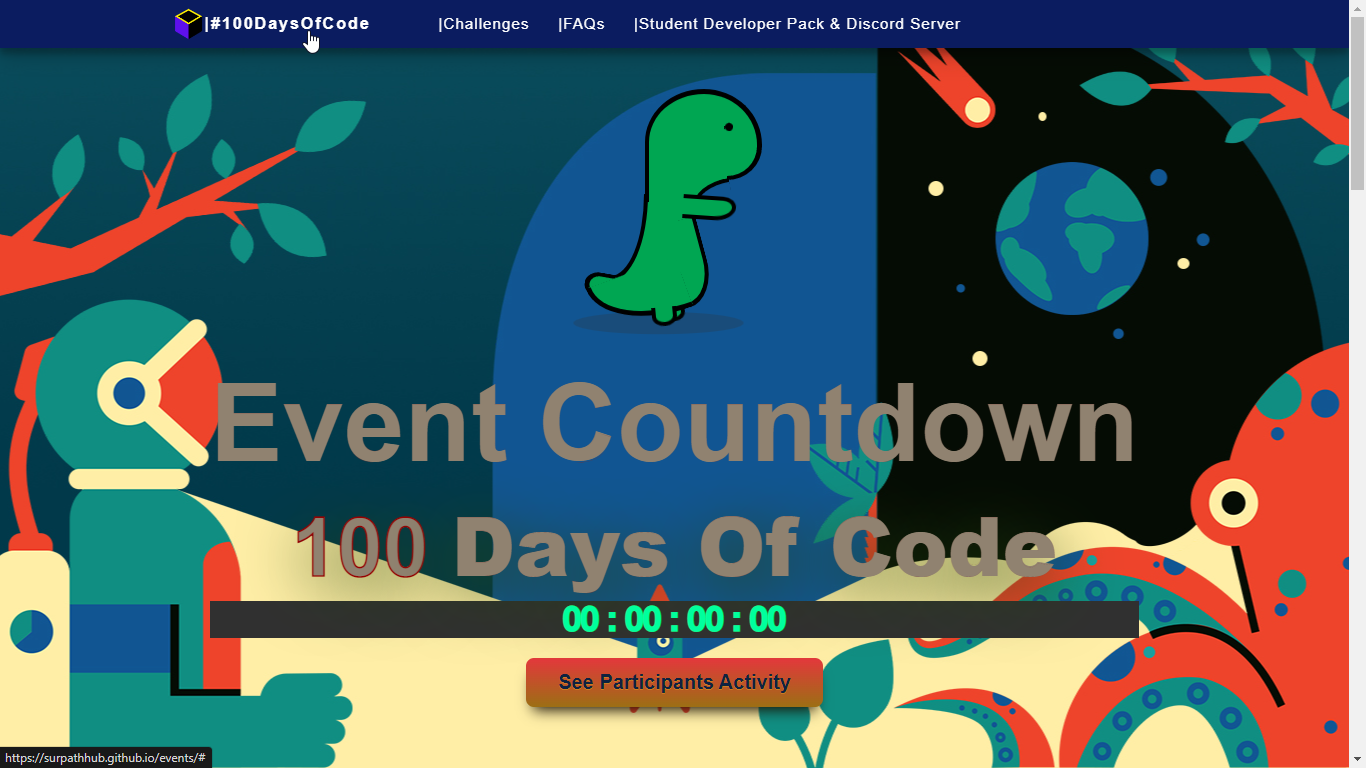 |#100DaysOfCode
|Challenges
|FAQs
|Student Developer Pack & Discord Server
Event Countdown
100 Days Of Code
00 : 00 : 00 : 00
See Participants Activity
https://surpathhub.github.io/events/#